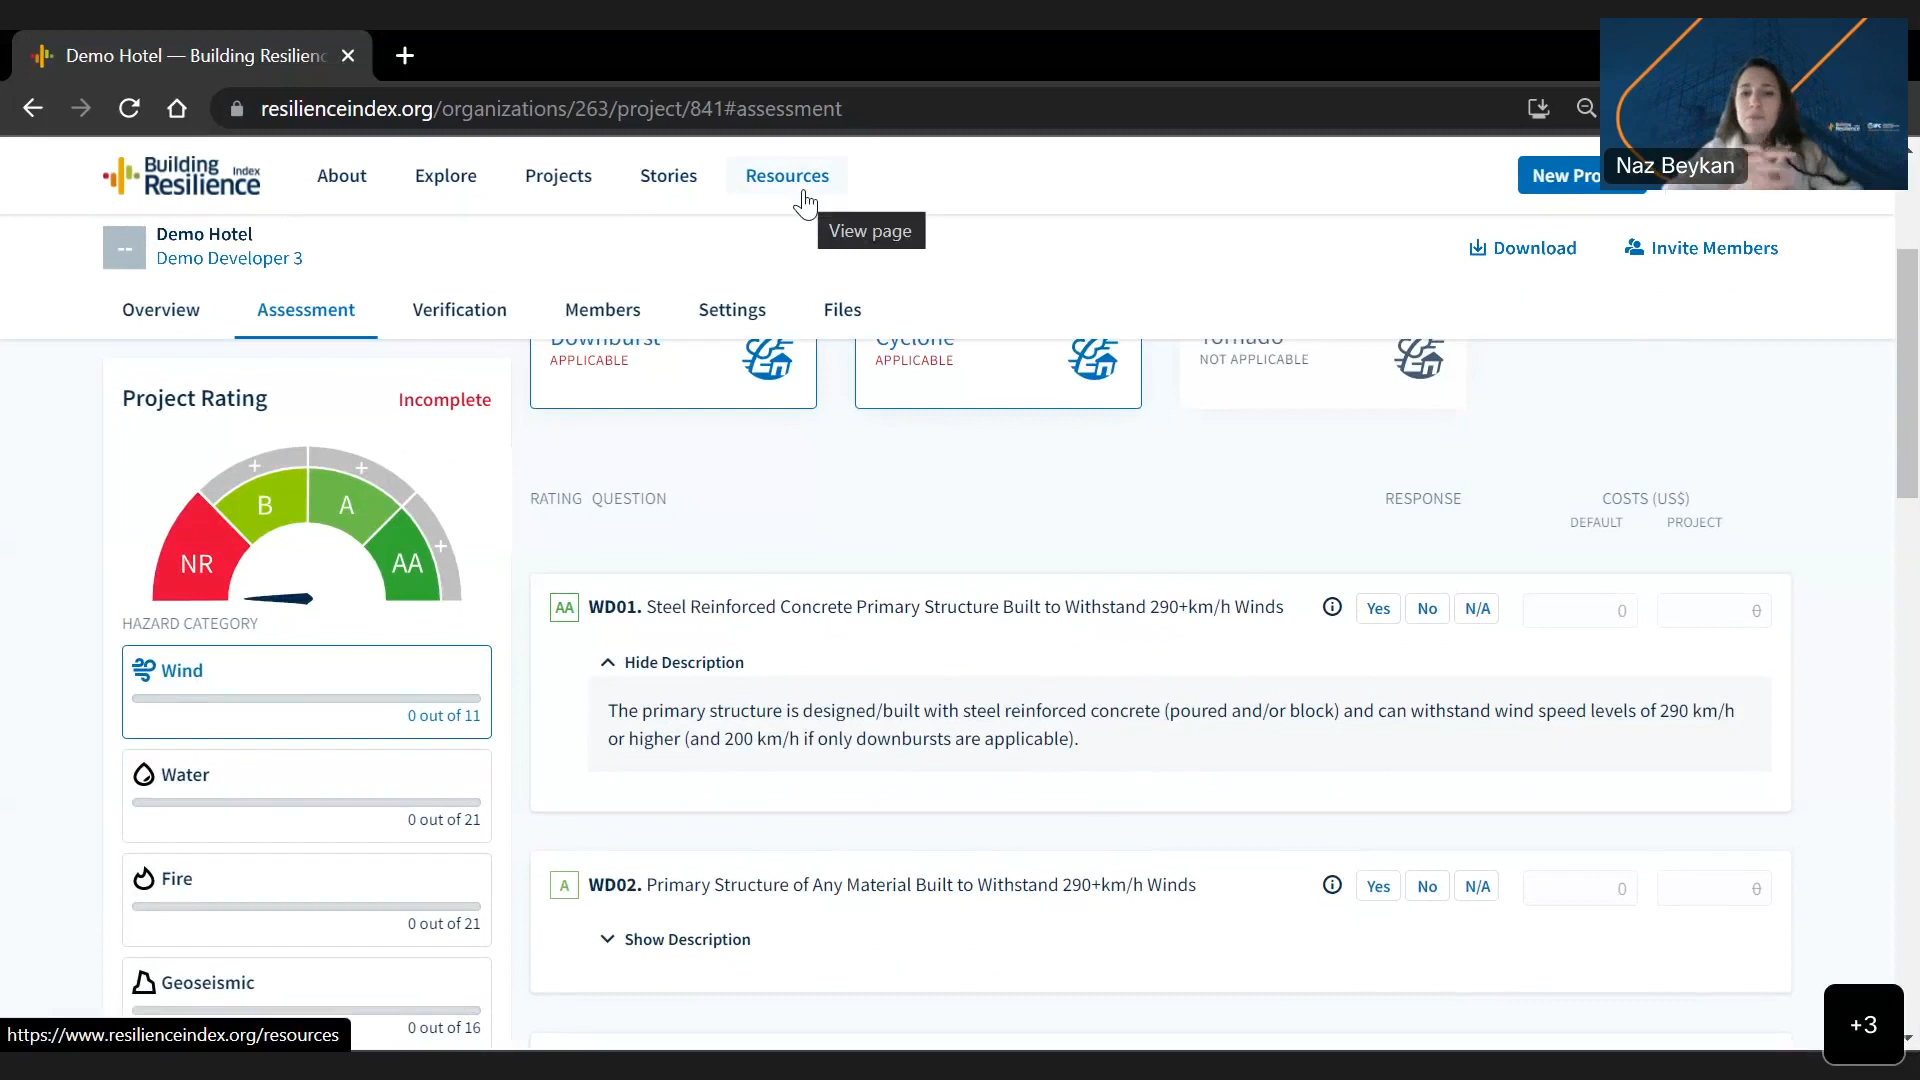 Demo Hotel — Building Resilienc
resilienceindex.org/organizations/263/project/841#assessment
Naz Beykan
Building
Resilience Index
About
Explore
Projects
Stories
Resources
New Pro
View page
--
Demo Hotel
Demo Developer 3
Download
Invite Members
Overview
Assessment
Verification
Members
Settings
Files
Project Rating
Incomplete
NR
B
A
AA
+
+
+
HAZARD CATEGORY
Wind
0 out of 11
Water
0 out of 21
Fire
0 out of 21
Geoseismic
0 out of 16
Downburst
APPLICABLE
Cyclone
APPLICABLE
Tornado
NOT APPLICABLE
RATING QUESTION
RESPONSE
COSTS (US$)
DEFAULT
PROJECT
AA WD01. Steel Reinforced Concrete Primary Structure Built to Withstand 290+km/h Winds
Yes No N/A
0
0
Hide Description
The primary structure is designed/built with steel reinforced concrete (poured and/or block) and can withstand wind speed levels of 290 km/h
or higher (and 200 km/h if only downbursts are applicable).
A WD02. Primary Structure of Any Material Built to Withstand 290+km/h Winds
Yes No N/A
0
0
Show Description
https://www.resilienceindex.org/resources
+3